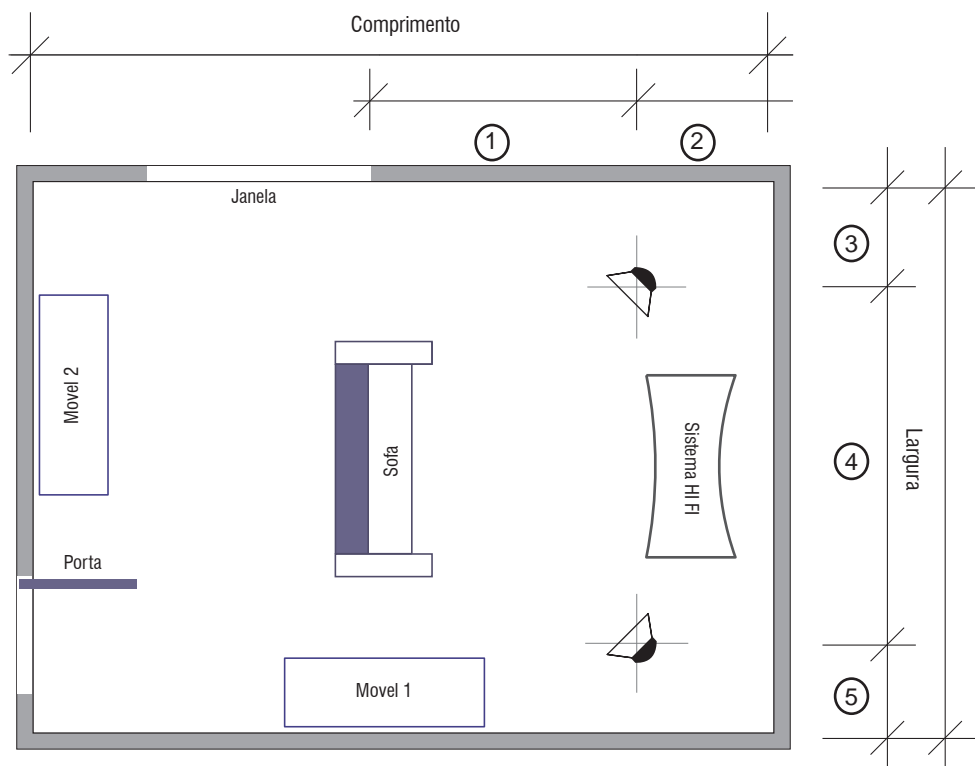 Comprimento
1
2
Janela
3
Movel 2
Sofa
Sistema HI FI
4
Largura
Porta
Movel 1
5